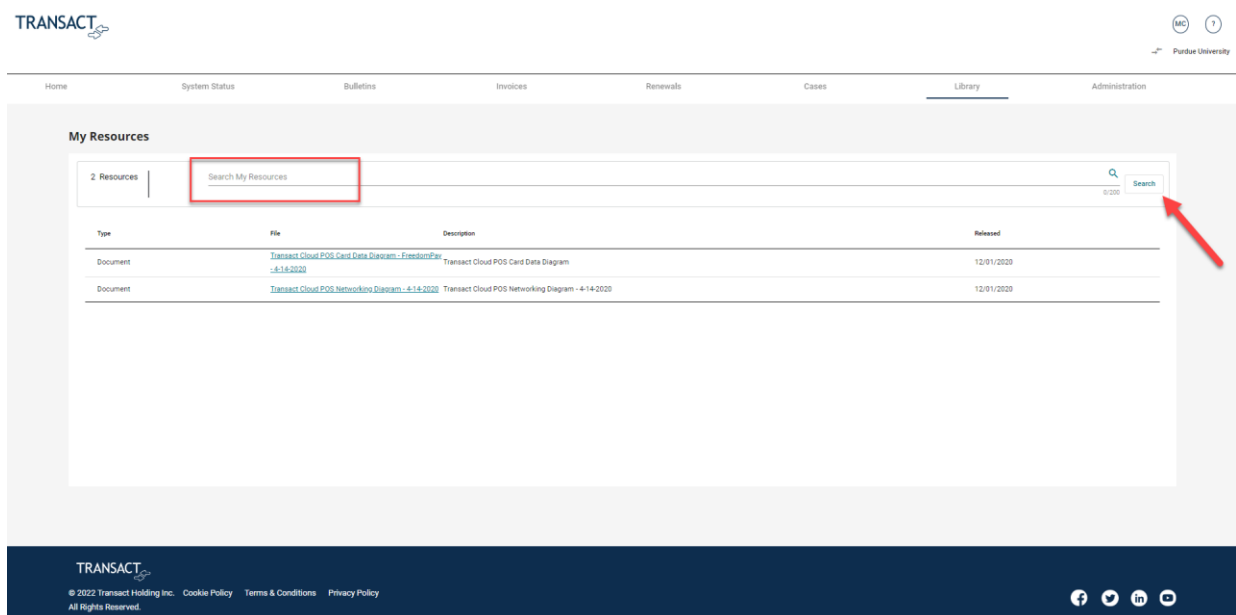 TRANSACT
MC ?
Purdue University
Home System Status Bulletins Invoices Renewals Cases Library Administration
My Resources
2 Resources Search My Resources Search
0/200
Type File Description Released
Document Transact Cloud POS Card Data Diagram - FreedomPay Transact Cloud POS Card Data Diagram 12/01/2020
- 4-14-2020
Document Transact Cloud POS Networking Diagram - 4-14-2020 Transact Cloud POS Networking Diagram - 4-14-2020 12/01/2020
TRANSACT
© 2022 Transact Holding Inc. Cookie Policy Terms & Conditions Privacy Policy
All Rights Reserved.